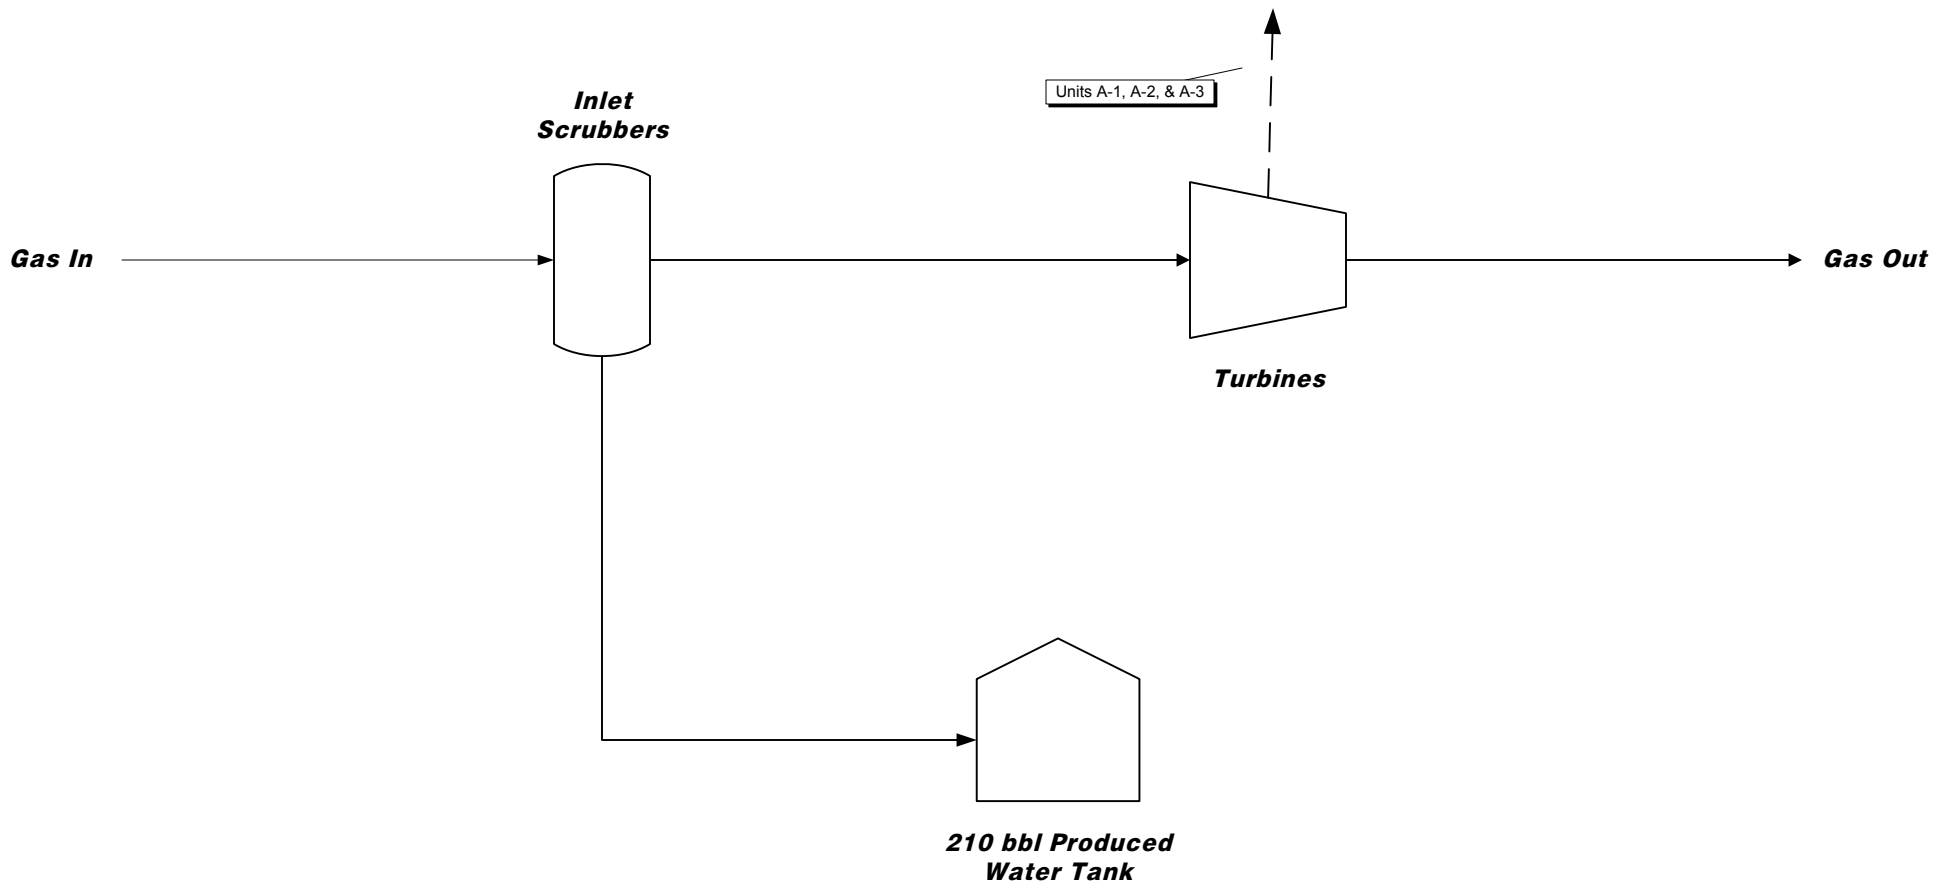 Units A-1, A-2, & A-3
Inlet
Scrubbers
Gas In
Gas Out
Turbines
210 bbl Produced
Water Tank